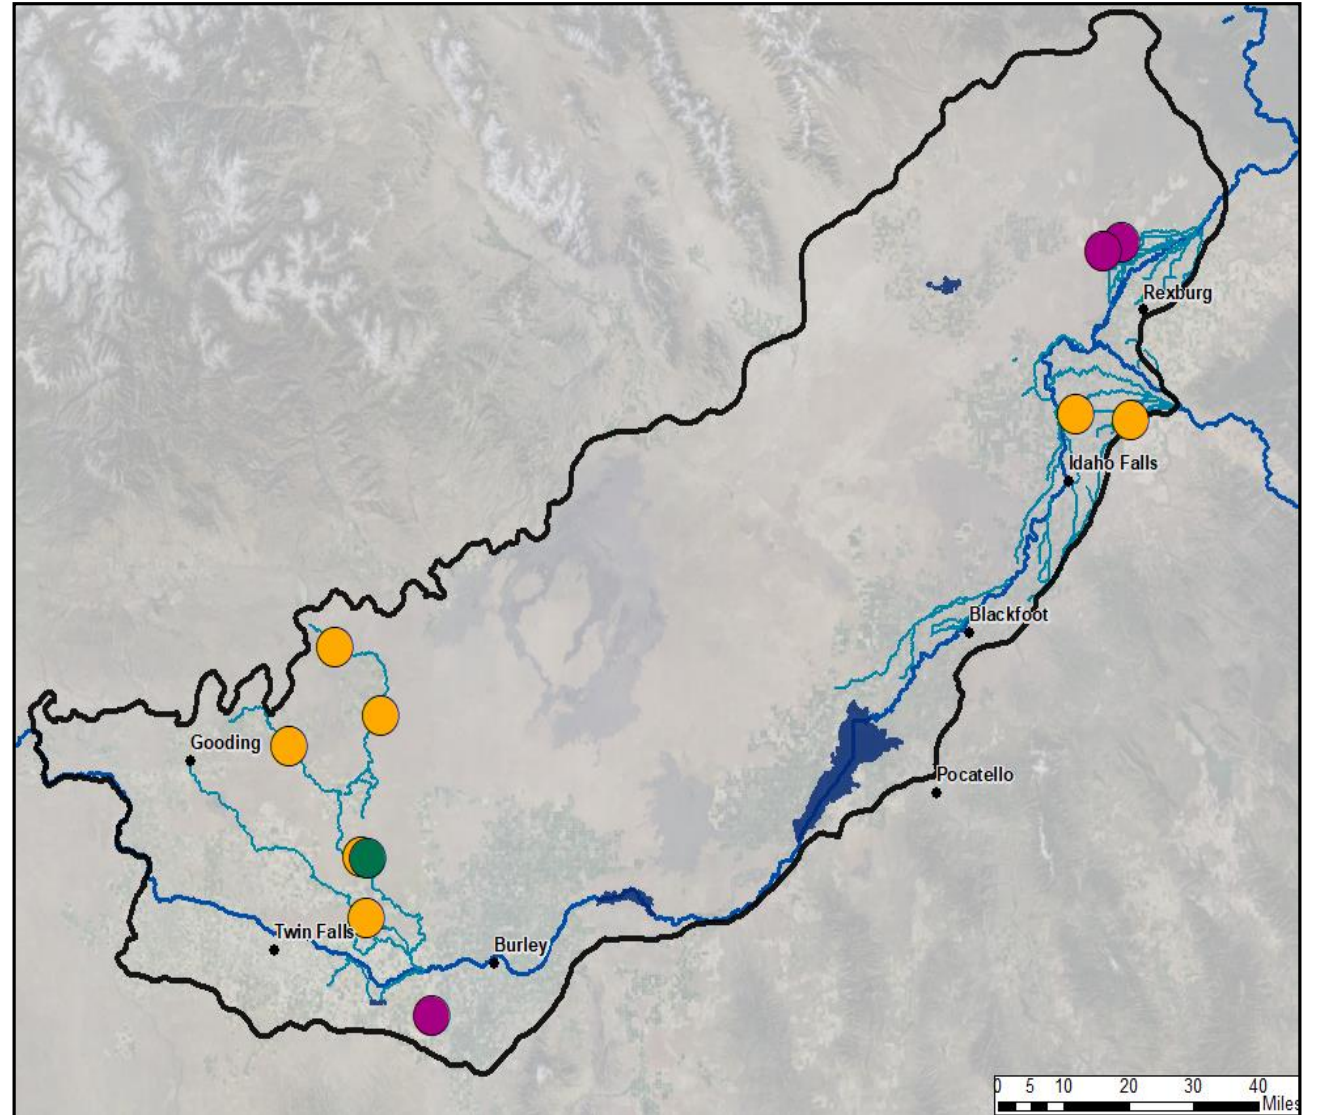 Rexburg
Idaho Falls
Blackfoot
Gooding
Pocatello
Twin Falls
Burley
0 5 10 20 30 40
Miles